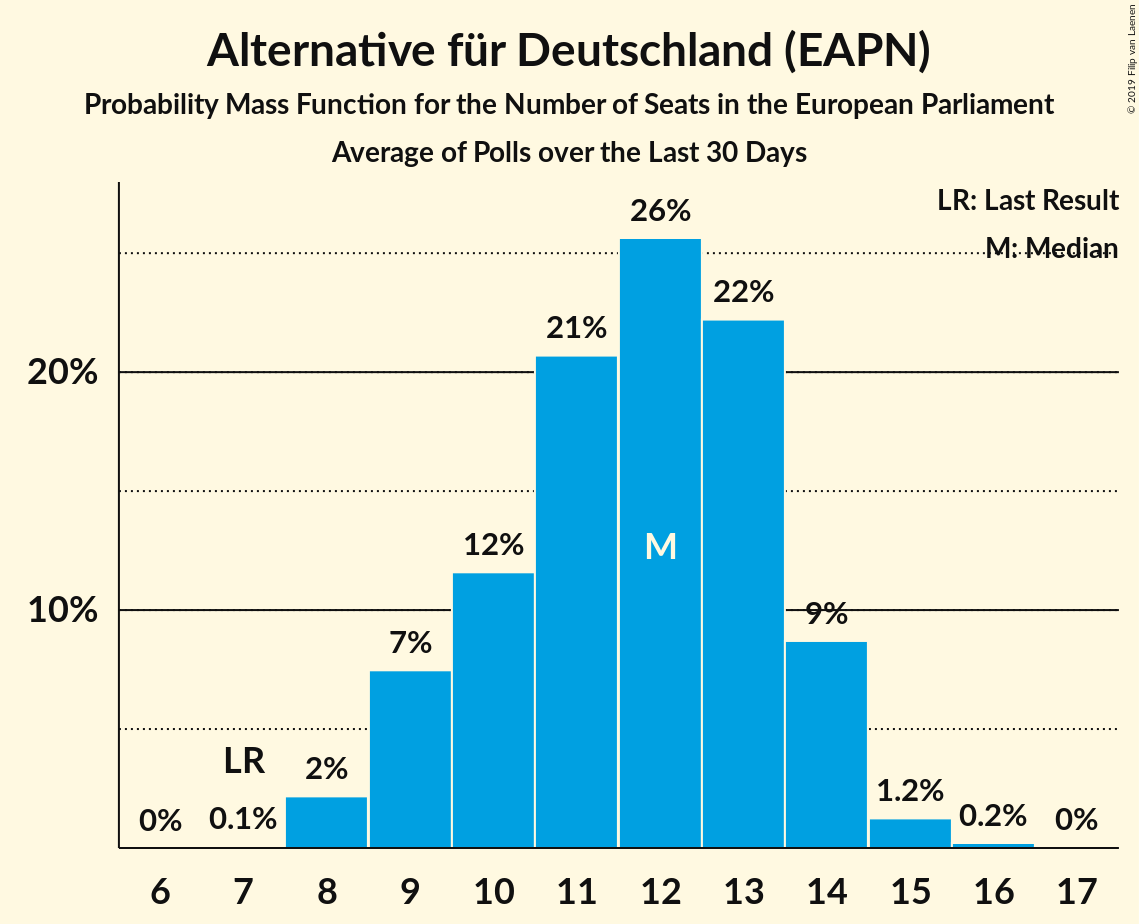 Alternative für Deutschland (EAPN)
Probability Mass Function for the Number of Seats in the European Parliament
Average of Polls over the Last 30 Days
© 2019 Filip van Laenen
LR: Last Result
M: Median
20%
10%
0%
0.1%
LR
2%
7%
12%
21%
26%
M
22%
9%
1.2%
0.2%
0%
6 7 8 9 10 11 12 13 14 15 16 17